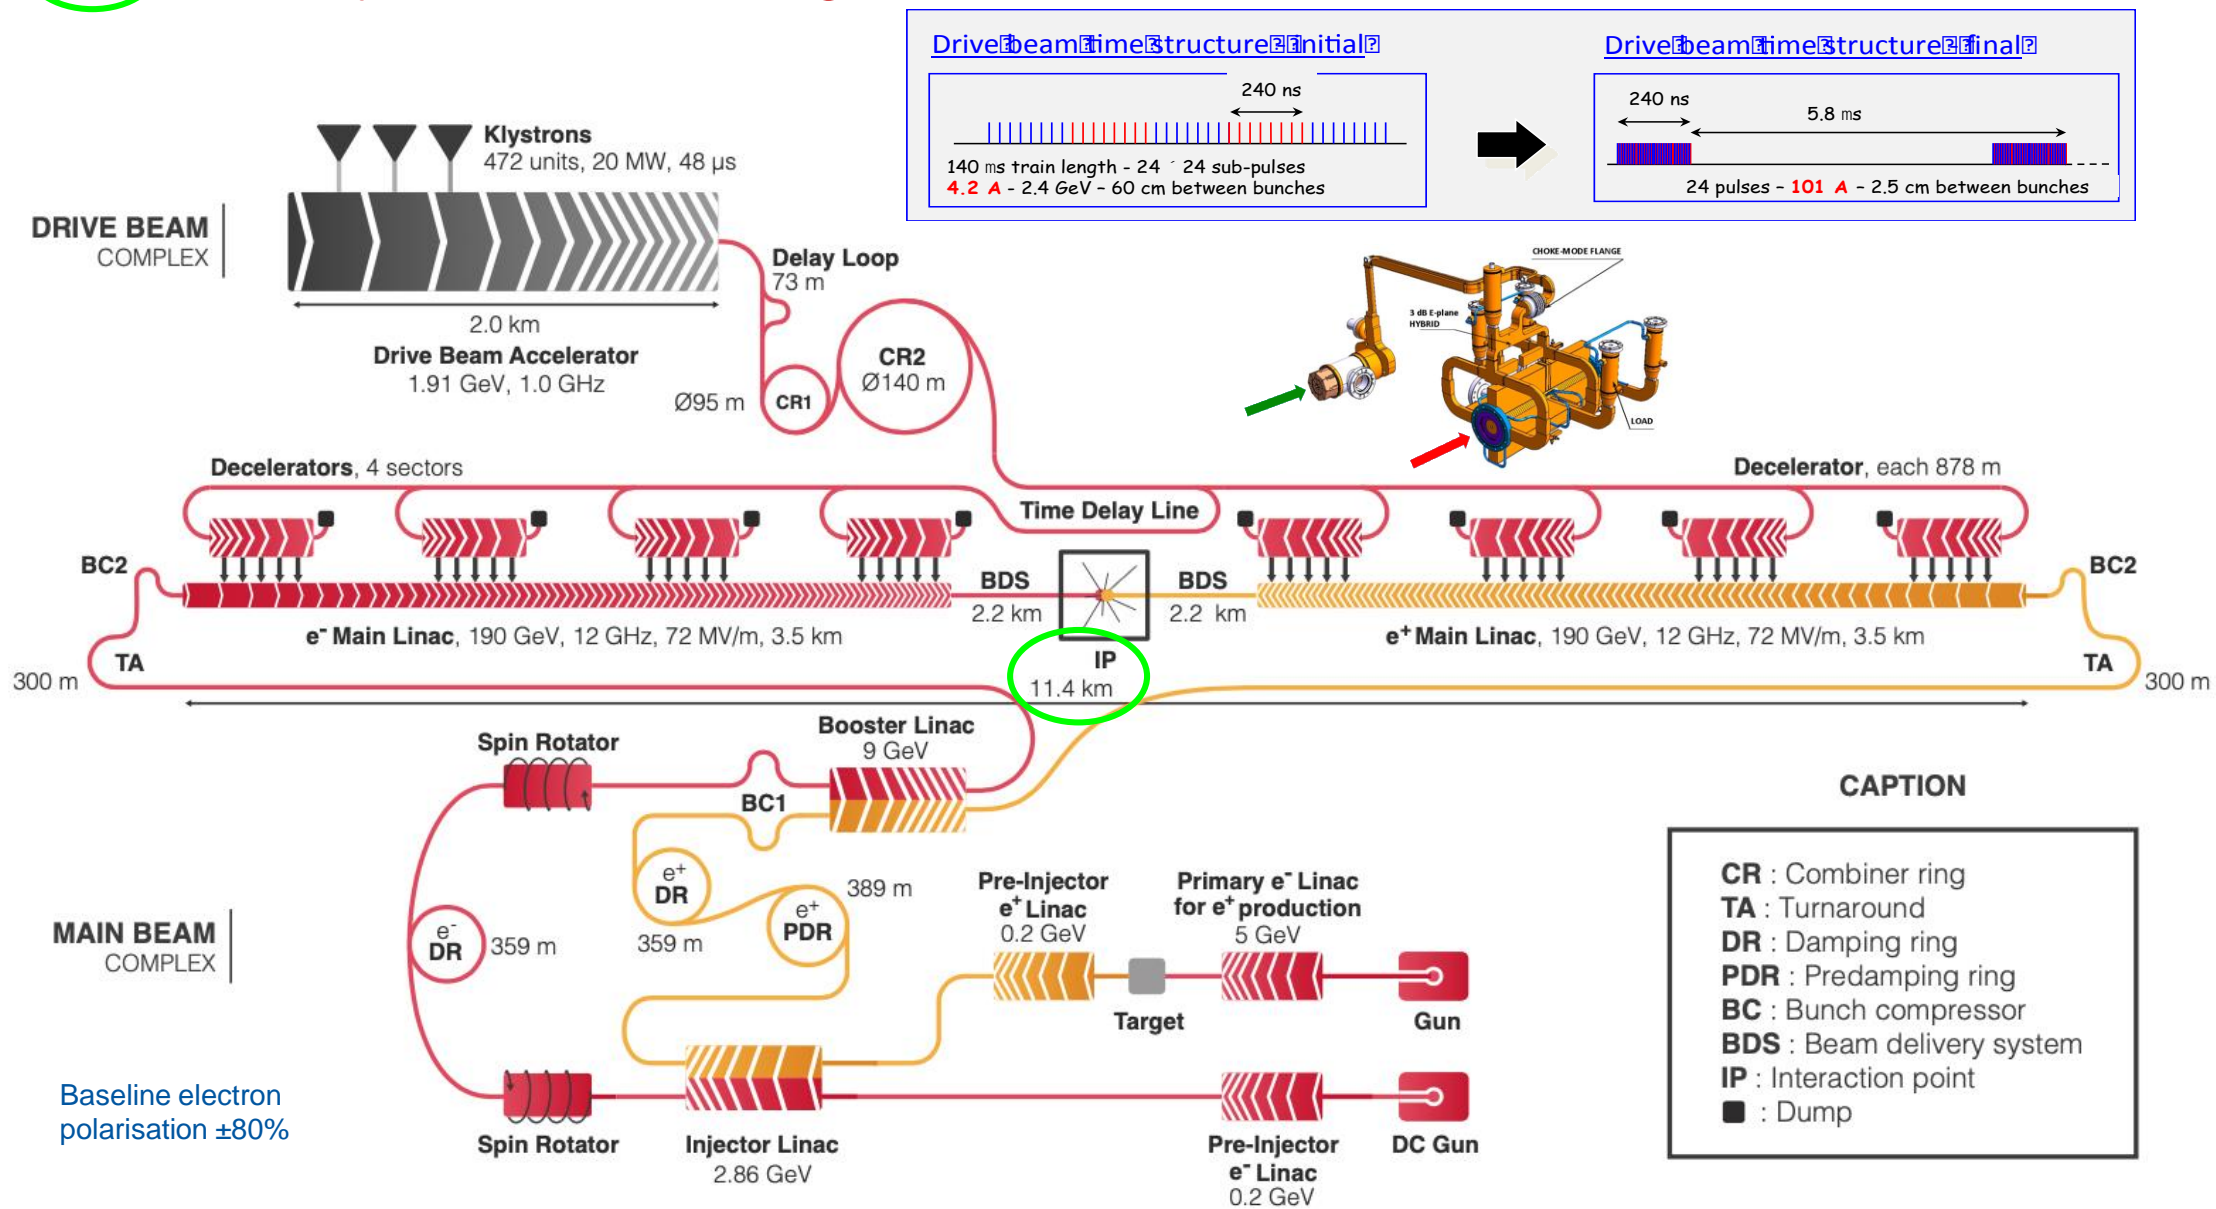 Drive beam time structure - initial
240 ns
140 ms train length - 24 ´ 24 sub-pulses
4.2 A - 2.4 GeV – 60 cm between bunches
Drive beam time structure - final
240 ns
5.8 ms
24 pulses – 101 A – 2.5 cm between bunches
Klystrons
472 units, 20 MW, 48 µs
DRIVE BEAM
COMPLEX
2.0 km
Drive Beam Accelerator
1.91 GeV, 1.0 GHz
Delay Loop
73 m
CR2
Ø140 m
Ø95 m
CR1
CHOKE-MODE FLANGE
3 dB E-plane
HYBRID
LOAD
Decelerators, 4 sectors
Decelerator, each 878 m
Time Delay Line
BC2
BDS
2.2 km
BDS
2.2 km
BC2
e- Main Linac, 190 GeV, 12 GHz, 72 MV/m, 3.5 km
IP
e+ Main Linac, 190 GeV, 12 GHz, 72 MV/m, 3.5 km
TA
300 m
11.4 km
TA
300 m
Booster Linac
9 GeV
Spin Rotator
BC1
CAPTION
CR : Combiner ring
TA : Turnaround
DR : Damping ring
PDR : Predamping ring
BC : Bunch compressor
BDS : Beam delivery system
IP : Interaction point
: Dump
MAIN BEAM
COMPLEX
e-
DR
359 m
e+
DR
359 m
e+
PDR
389 m
Pre-Injector
e+ Linac
0.2 GeV
Primary e- Linac
for e+ production
5 GeV
Target
Gun
Baseline electron
polarisation ±80%
Spin Rotator
Injector Linac
2.86 GeV
Pre-Injector
e- Linac
0.2 GeV
DC Gun